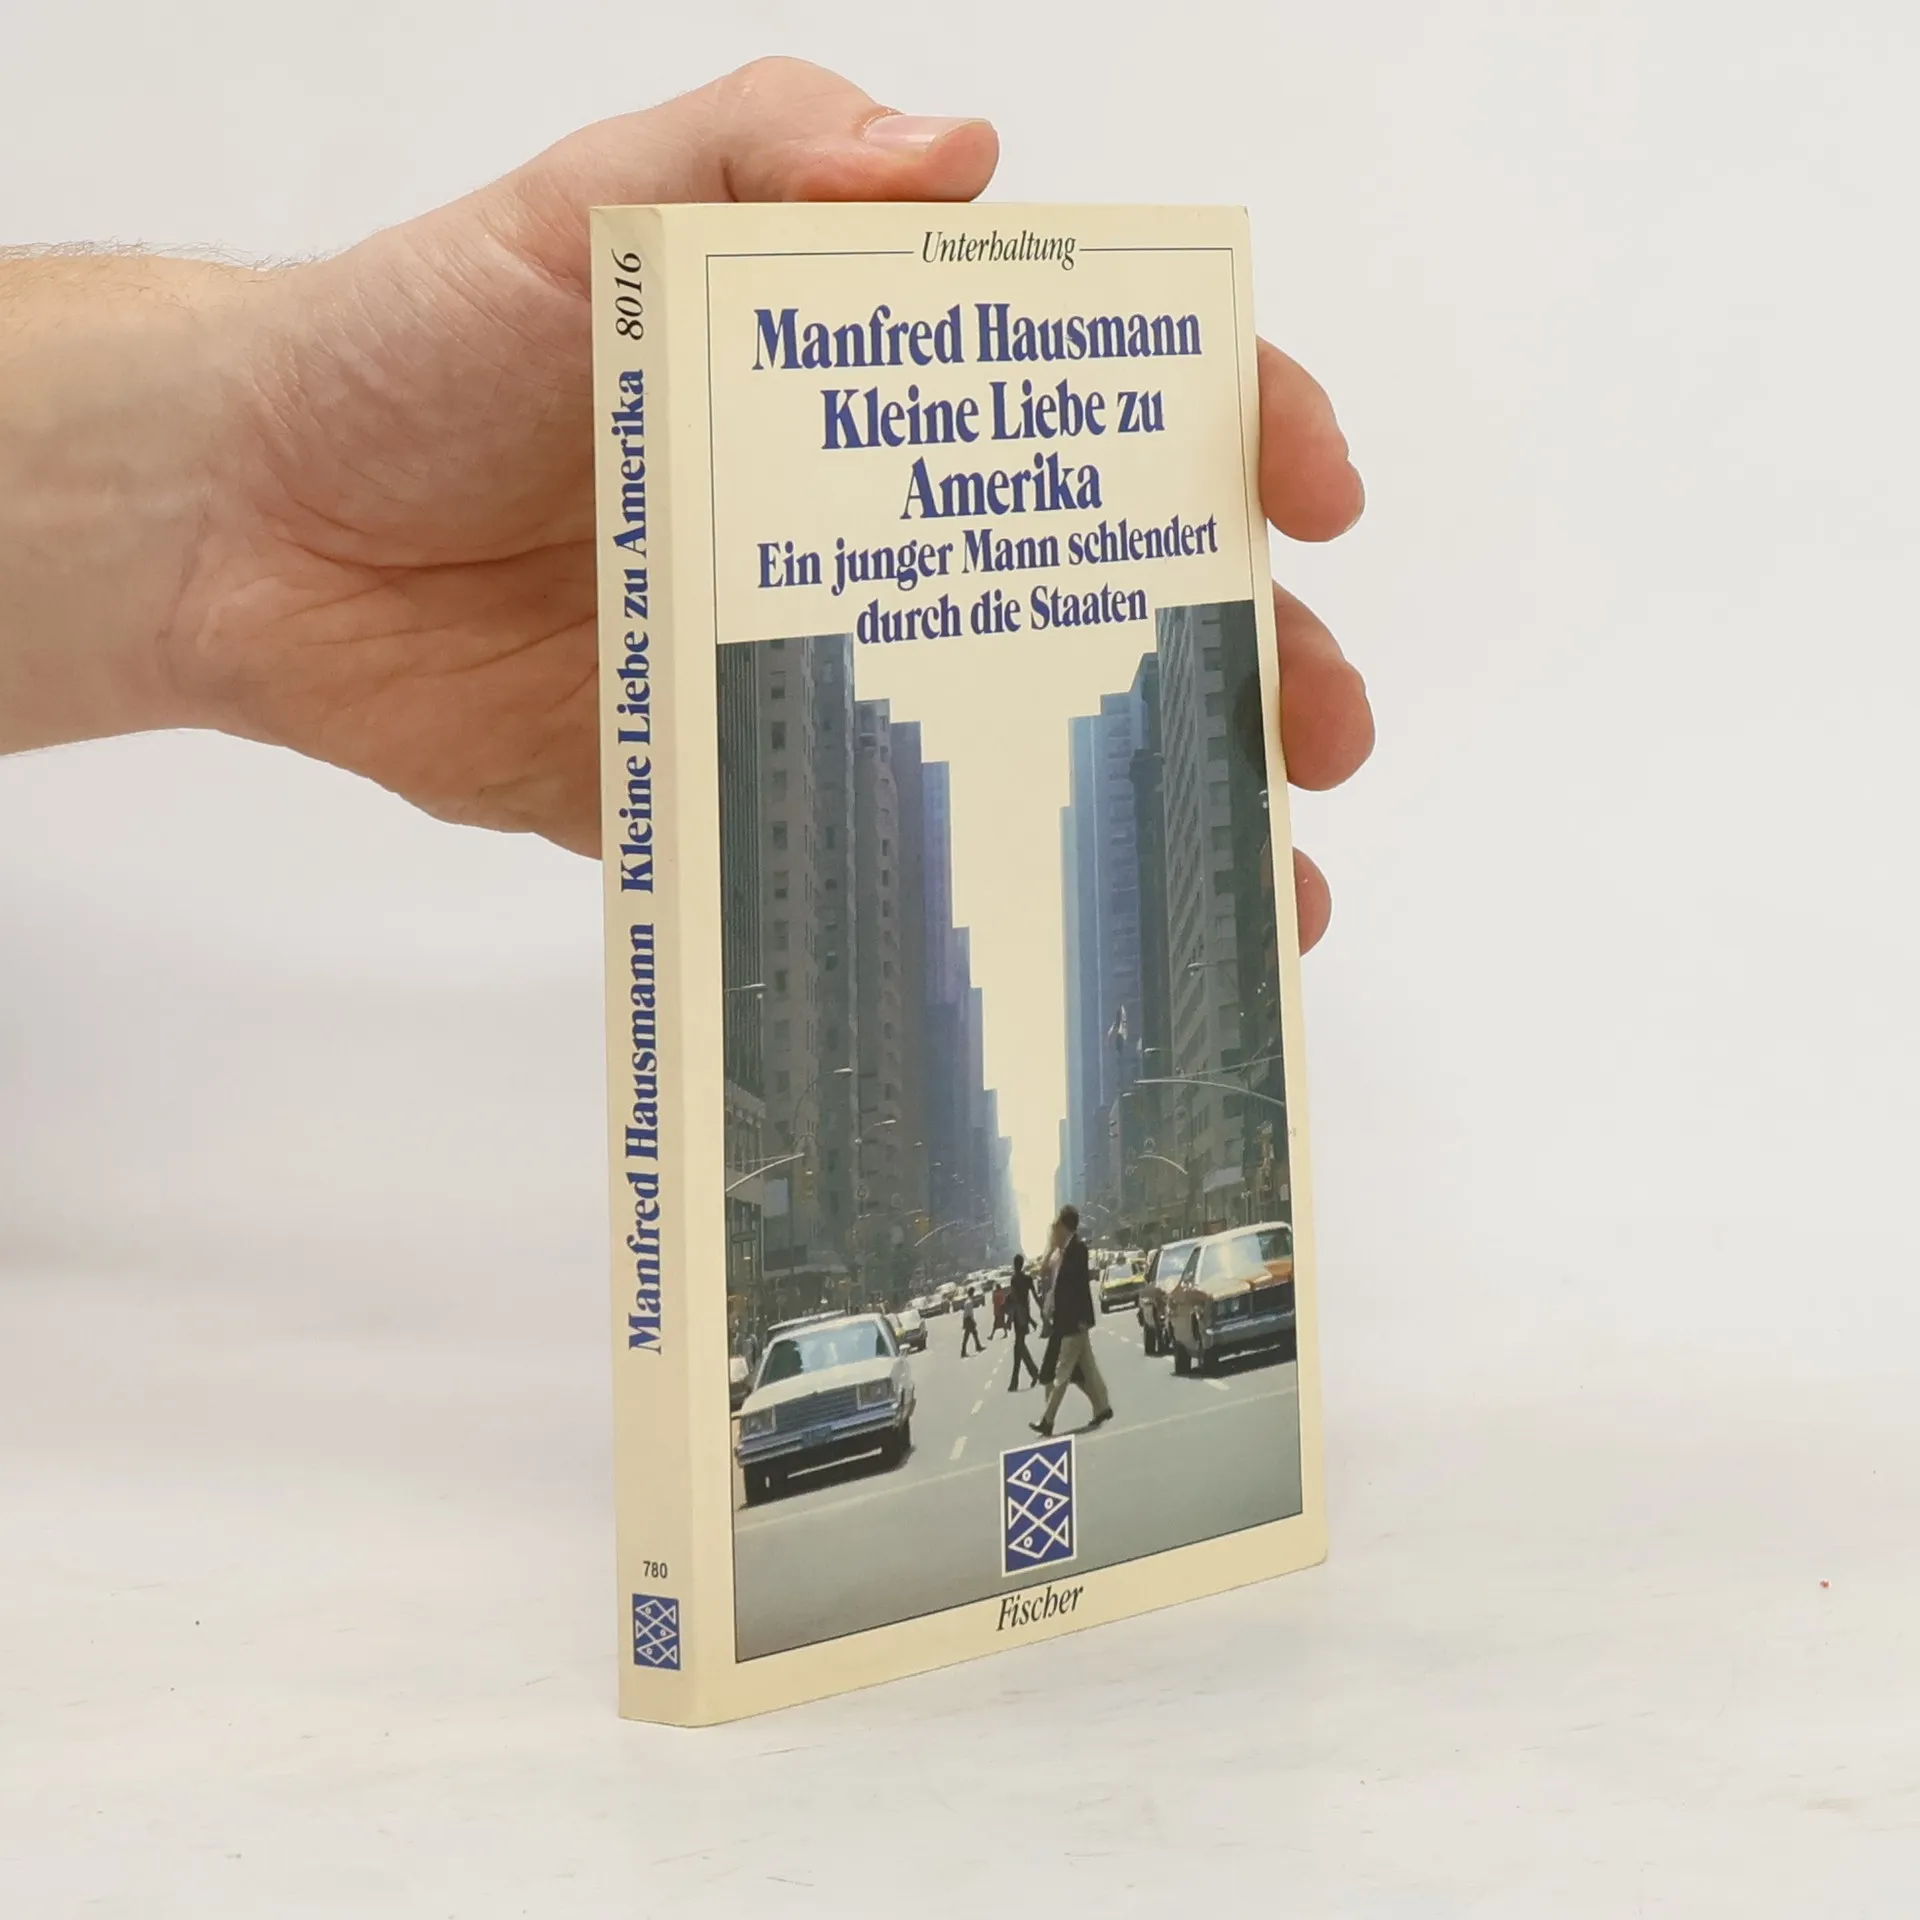 Unterhaltung
Manfred Hausmann
Kleine Liebe zu
Amerika
Ein junger Mann schlendert
durch die Staaten
Fischer
Manfred Hausmann Kleine Liebe zu Amerika 8016
780